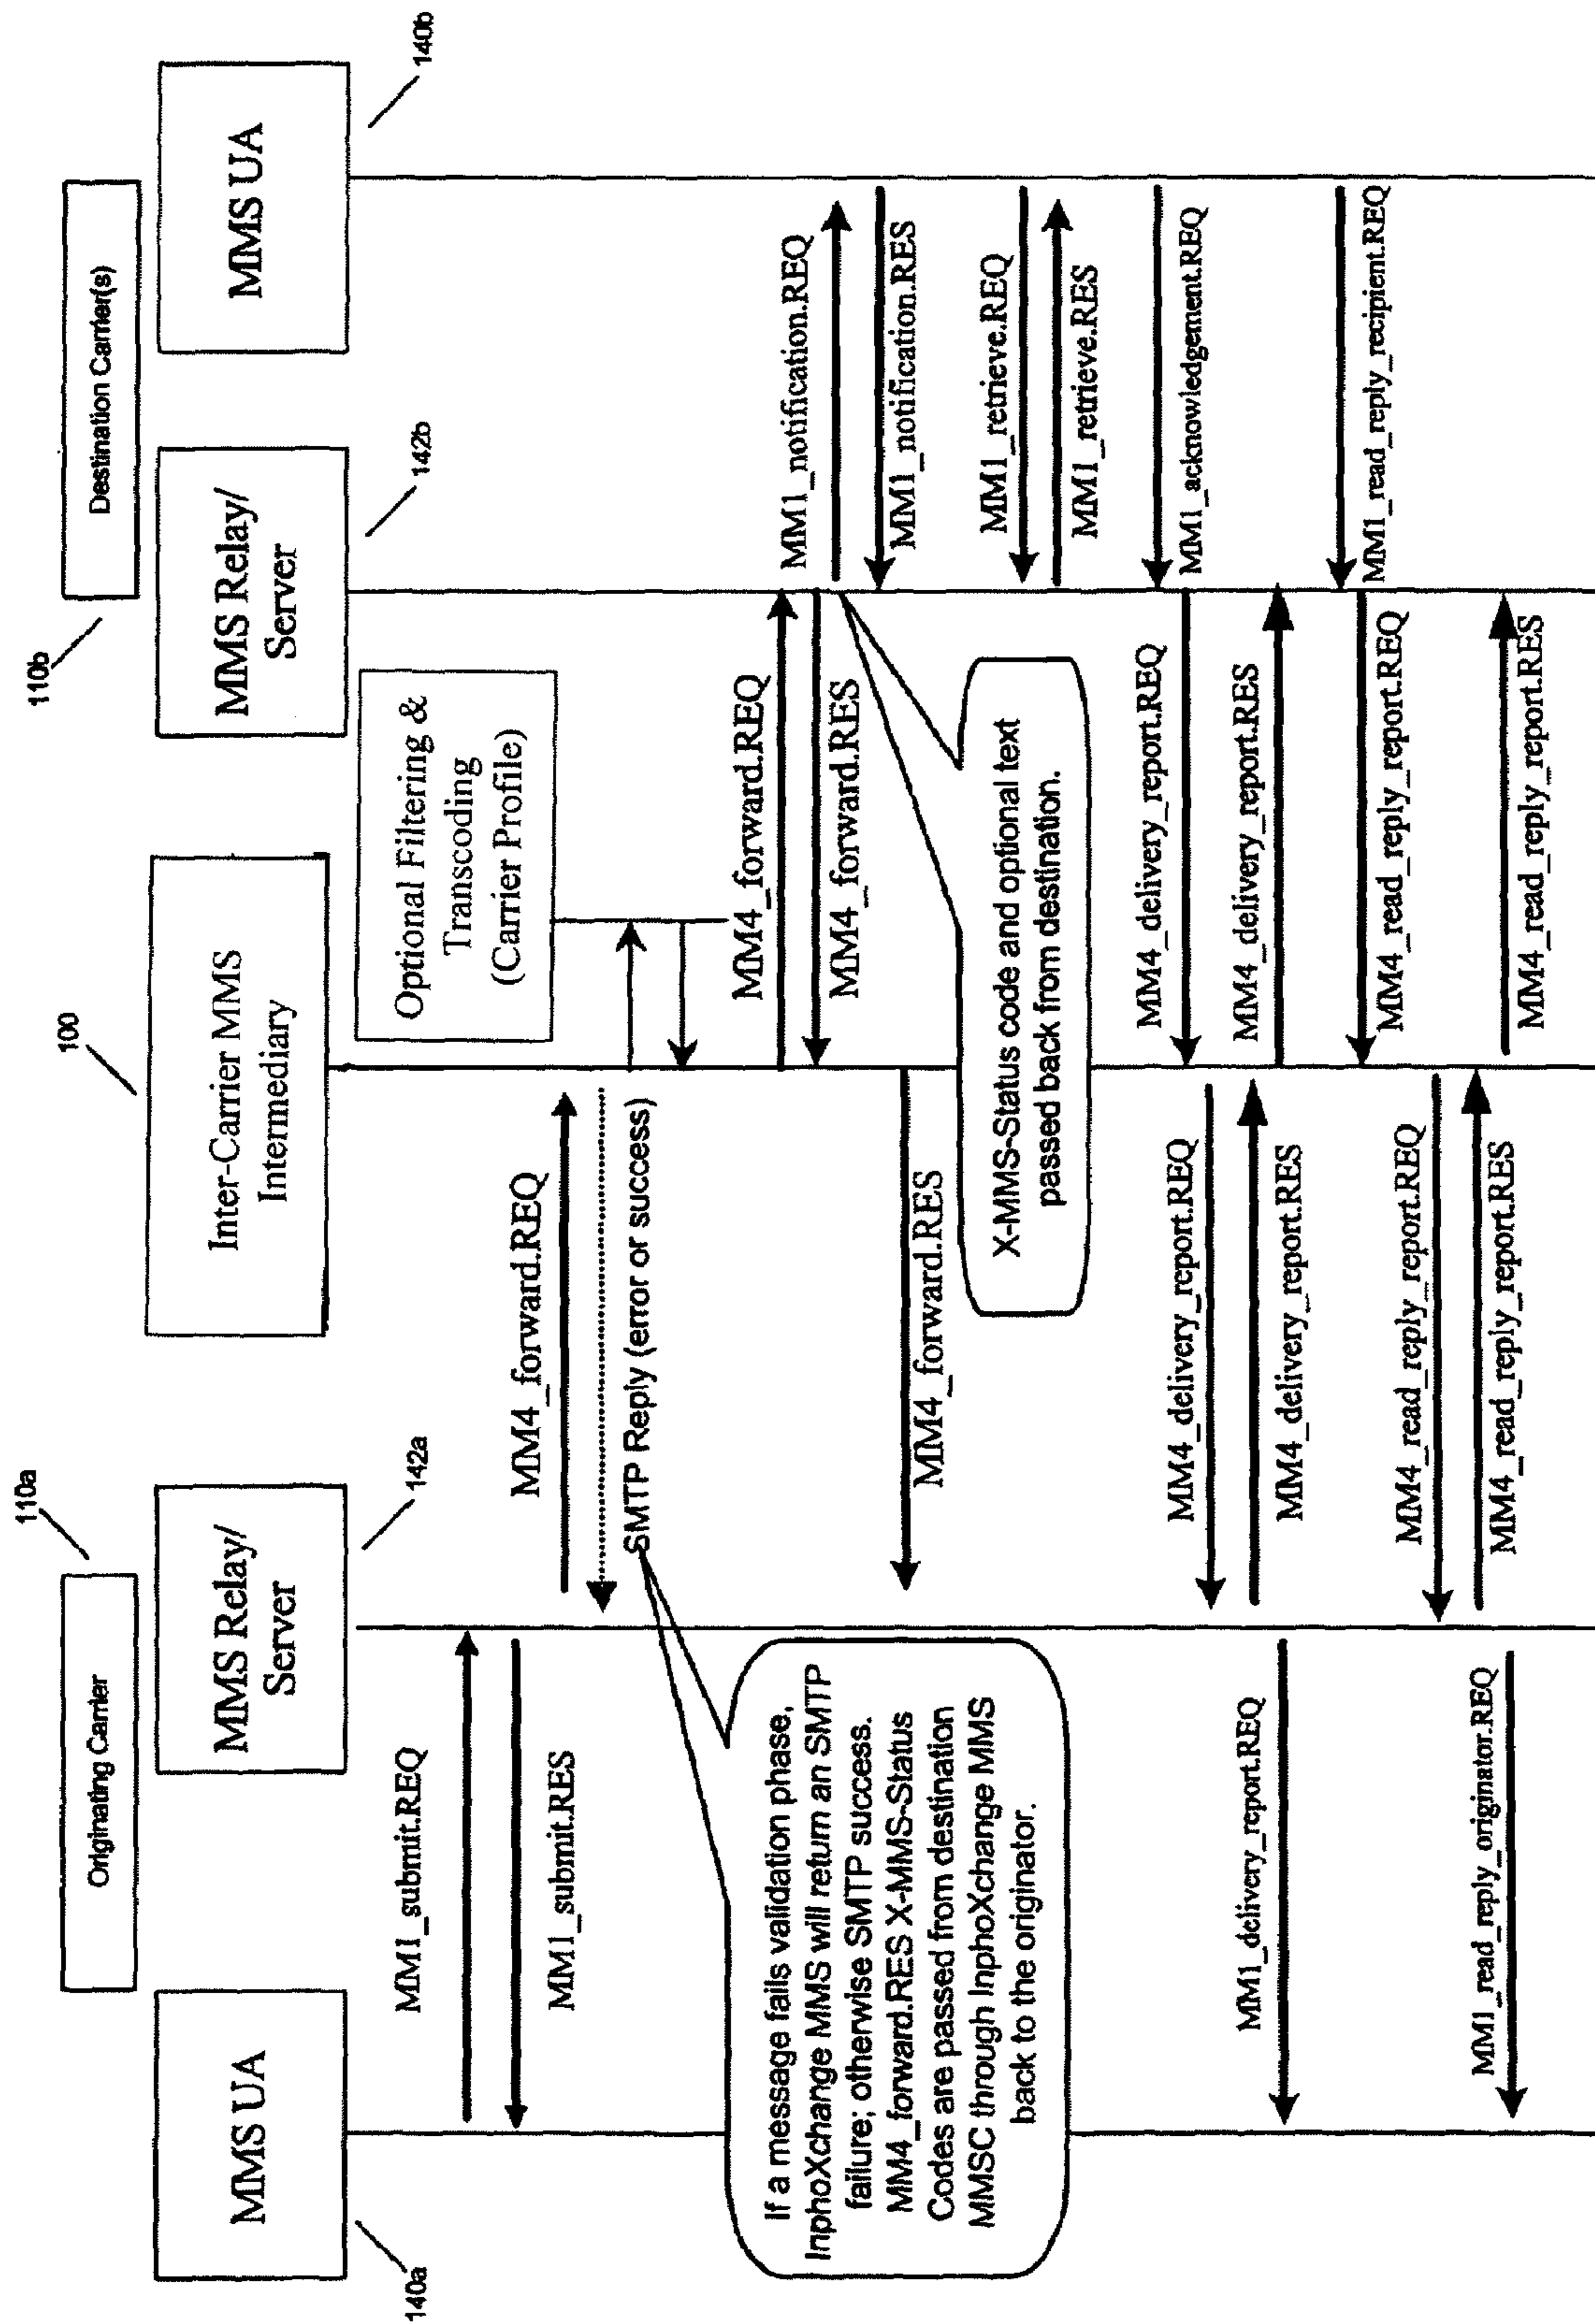 110a
110b
Originating Carrier
Destination Carrier(s)
MMS UA
140a
MMS Relay/
Server
142a
100
Inter-Carrier MMS
Intermediary
MMS Relay/
Server
142b
MMS UA
140b
Optional Filtering &
Transcoding
(Carrier Profile)
MM1_submit.REQ
MM1_submit.RES
MM4_forward.REQ
SMTP Reply (error or success)
If a message fails validation phase,
InphoXchange MMS will return an SMTP
failure; otherwise SMTP success.
MM4_forward.RES X-MMS-Status
Codes are passed from destination
MMSC through InphoXchange MMS
back to the originator.
MM4_forward.REQ
MM4_forward.RES
MM1_notification.REQ
MM1_notification.RES
MM4_forward.RES
X-MMS-Status code and optional text
passed back from destination.
MM1_retrieve.REQ
MM1_retrieve.RES
MM1_acknowledgement.REQ
MM4_delivery_report.REQ
MM4_delivery_report.RES
MM4_delivery_report.REQ
MM4_delivery_report.RES
MM1_delivery_report.REQ
MM1_read_reply_recipient.REQ
MM4_read_reply_report.REQ
MM4_read_reply_report.RES
MM4_read_reply_report.REQ
MM4_read_reply_report.RES
MM1_read_reply_originator.REQ